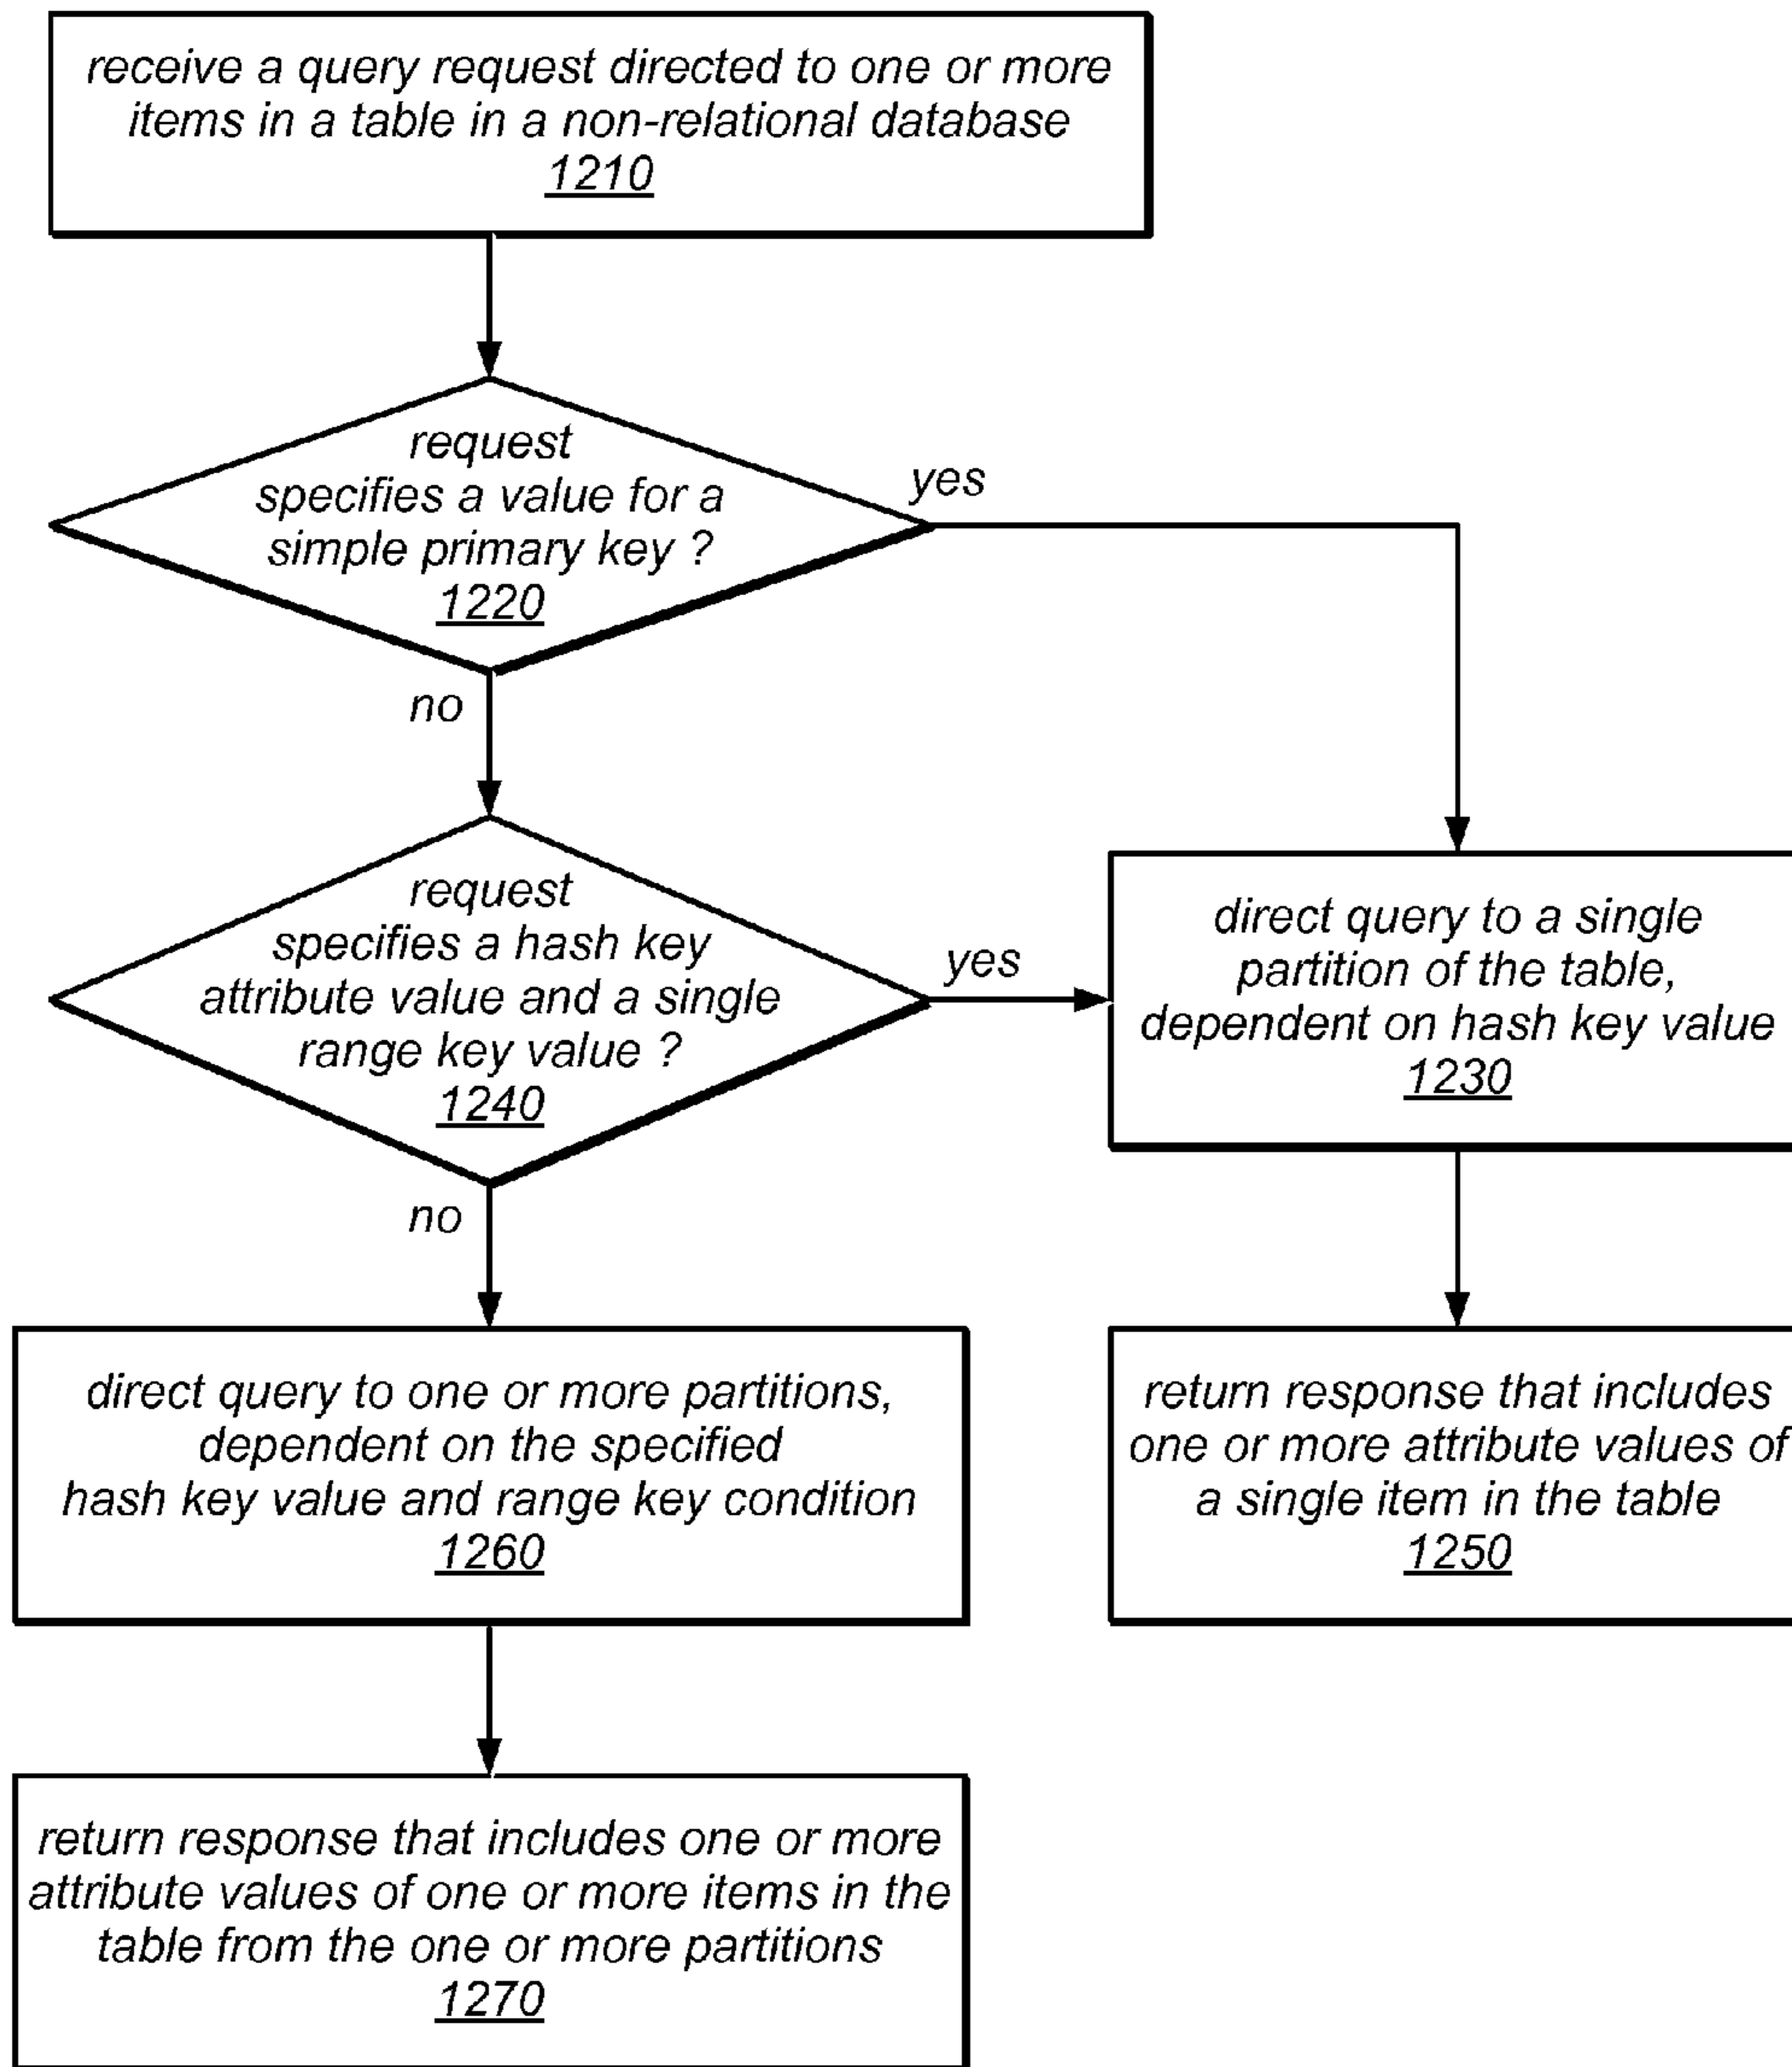 receive a query request directed to one or more
items in a table in a non-relational database
1210
request
specifies a value for a
simple primary key ?
1220
yes
no
request
specifies a hash key
attribute value and a single
range key value ?
1240
yes
no
direct query to a single
partition of the table,
dependent on hash key value
1230
direct query to one or more partitions,
dependent on the specified
hash key value and range key condition
1260
return response that includes
one or more attribute values of
a single item in the table
1250
return response that includes one or more
attribute values of one or more items in the
table from the one or more partitions
1270